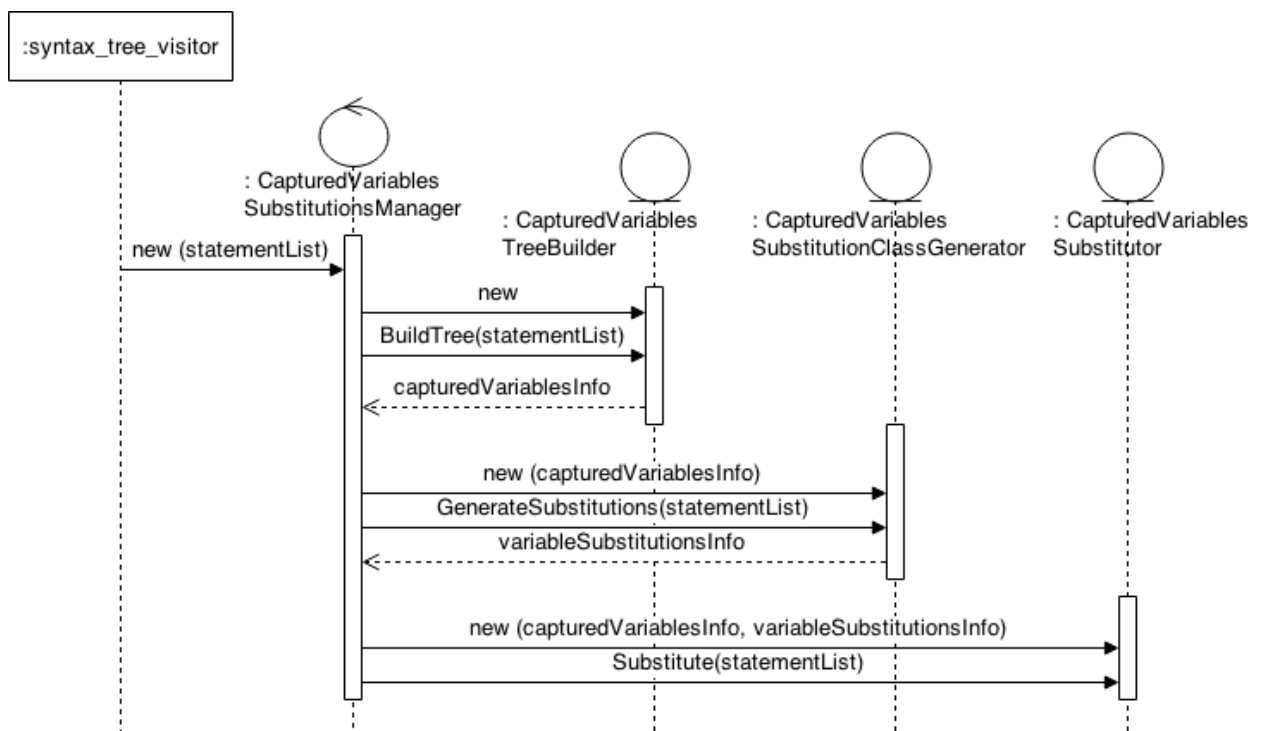 :syntax_tree_visitor
: CapturedVariables
SubstitutionsManager
: CapturedVariables
TreeBuilder
: CapturedVariables
SubstitutionClassGenerator
: CapturedVariables
Substitutor
new (statementList)
new
BuildTree(statementList)
capturedVariablesInfo
new (capturedVariablesInfo)
GenerateSubstitutions(statementList)
variableSubstitutionsInfo
new (capturedVariablesInfo, variableSubstitutionsInfo)
Substitute(statementList)